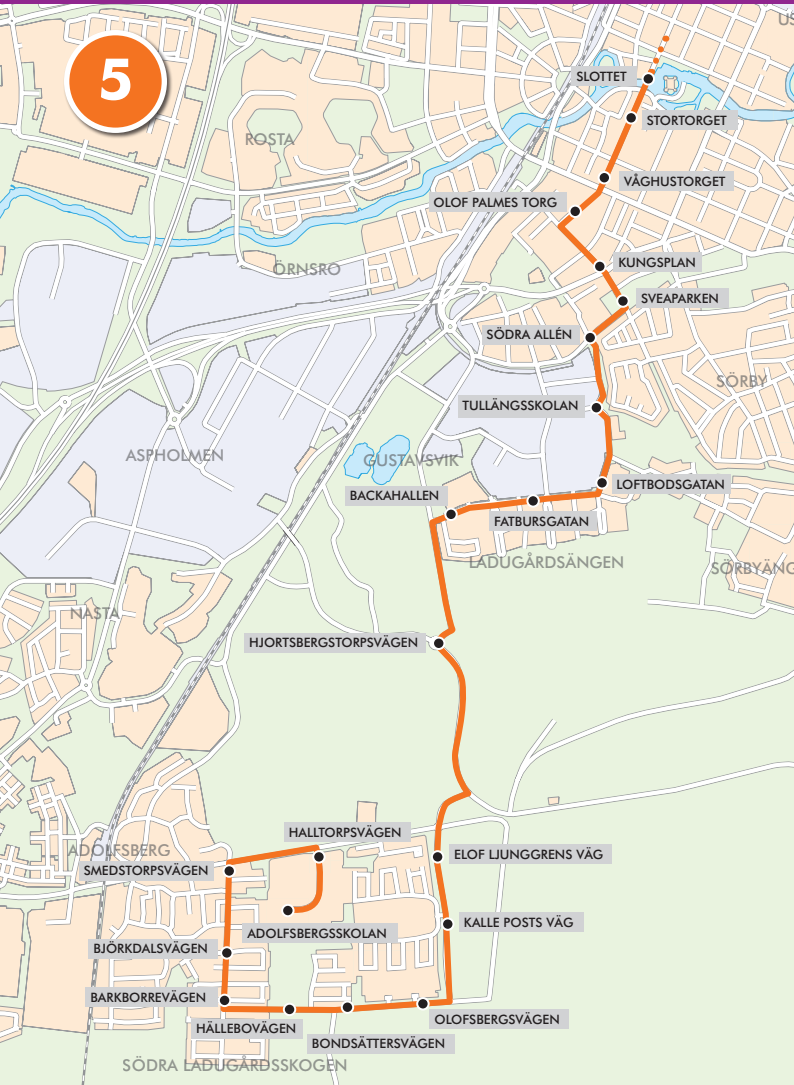 US
5
SLOTTET
STORTORGET
ROSTA
VÅGHUSTORGET
OLOF PALMES TORG
KUNGSPLAN
ÖRNSRO
SVEAPARKEN
SÖDRA ALLÉN
SÖRBY
TULLÄNGSSKOLAN
ASPHOLMEN
GUSTAVSVIK
LOFTBODSGATAN
BACKAHALLEN
FATBURSGATAN
LADUGÅRDSÄNGEN
SÖRBYÄNG
NASTA
HJORTSBERGSTORPSVÄGEN
HALLTORPSVÄGEN
ADOLFSBERG
ELOF LJUNGGRENS VÄG
SMEDSTORPSVÄGEN
KALLE POSTS VÄG
ADOLFSBERGSSKOLAN
BJÖRKDALSVÄGEN
BARKBORREVÄGEN
OLOFSBERGSVÄGEN
HÄLLEBOVÄGEN
BONDSÄTTERSVÄGEN
SÖDRA LADUGÅRDSSKOGEN